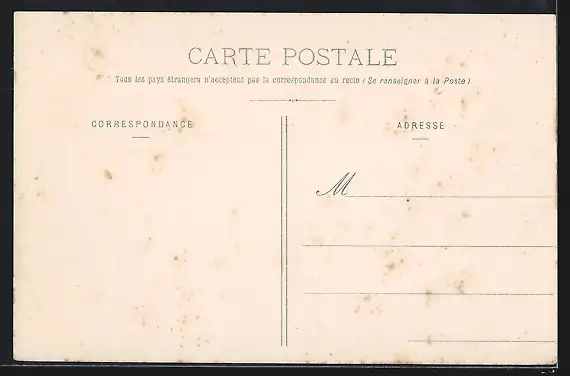 CARTE POSTALE
Tous les pays étrangers n'acceptent pas la correspondance au recto (Se renseigner à la Poste)
CORRESPONDANCE
ADRESSE
M